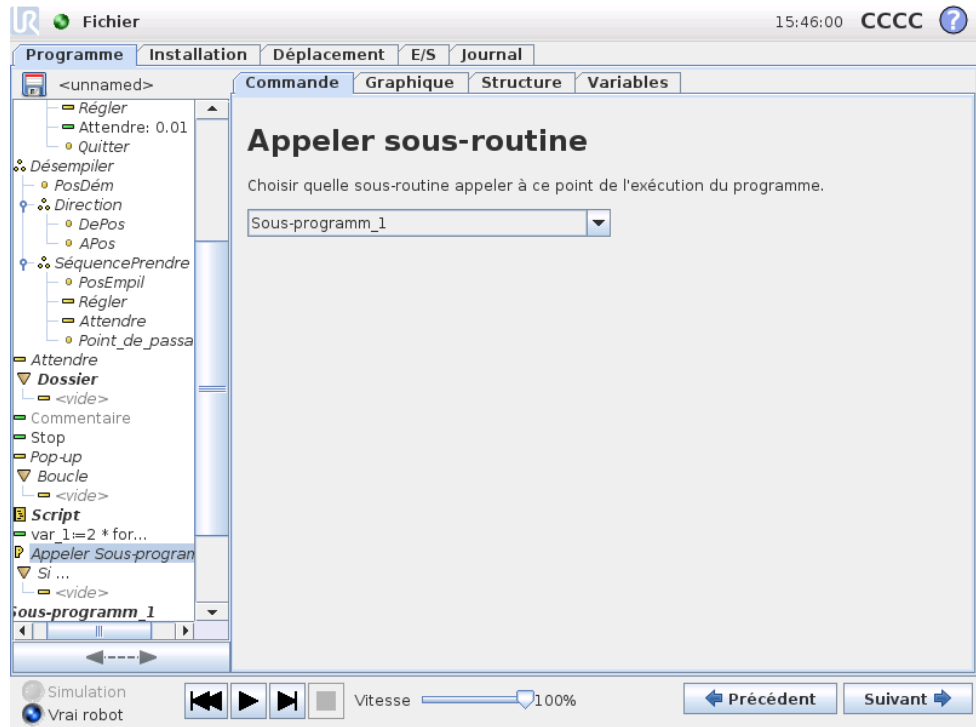 UR Fichier 15:46:00 CCCC ?
Programme Installation Déplacement E/S Journal
<unnamed>
Commande Graphique Structure Variables
Régler
Attendre: 0.01
Quitter
Désempiler
PosDém
Direction
DePos
APos
SéquencePrendre
PosEmpil
Régler
Attendre
Point_de_passa
Attendre
Dossier
<vide>
Commentaire
Stop
Pop-up
Boucle
<vide>
Script
var_1:=2 * for...
Appeler Sous-program
Si ...
<vide>
Sous-programm_1
Appeler sous-routine
Choisir quelle sous-routine appeler à ce point de l'exécution du programme.
Sous-programm_1
Simulation
Vrai robot
Vitesse 100%
Précédent Suivant